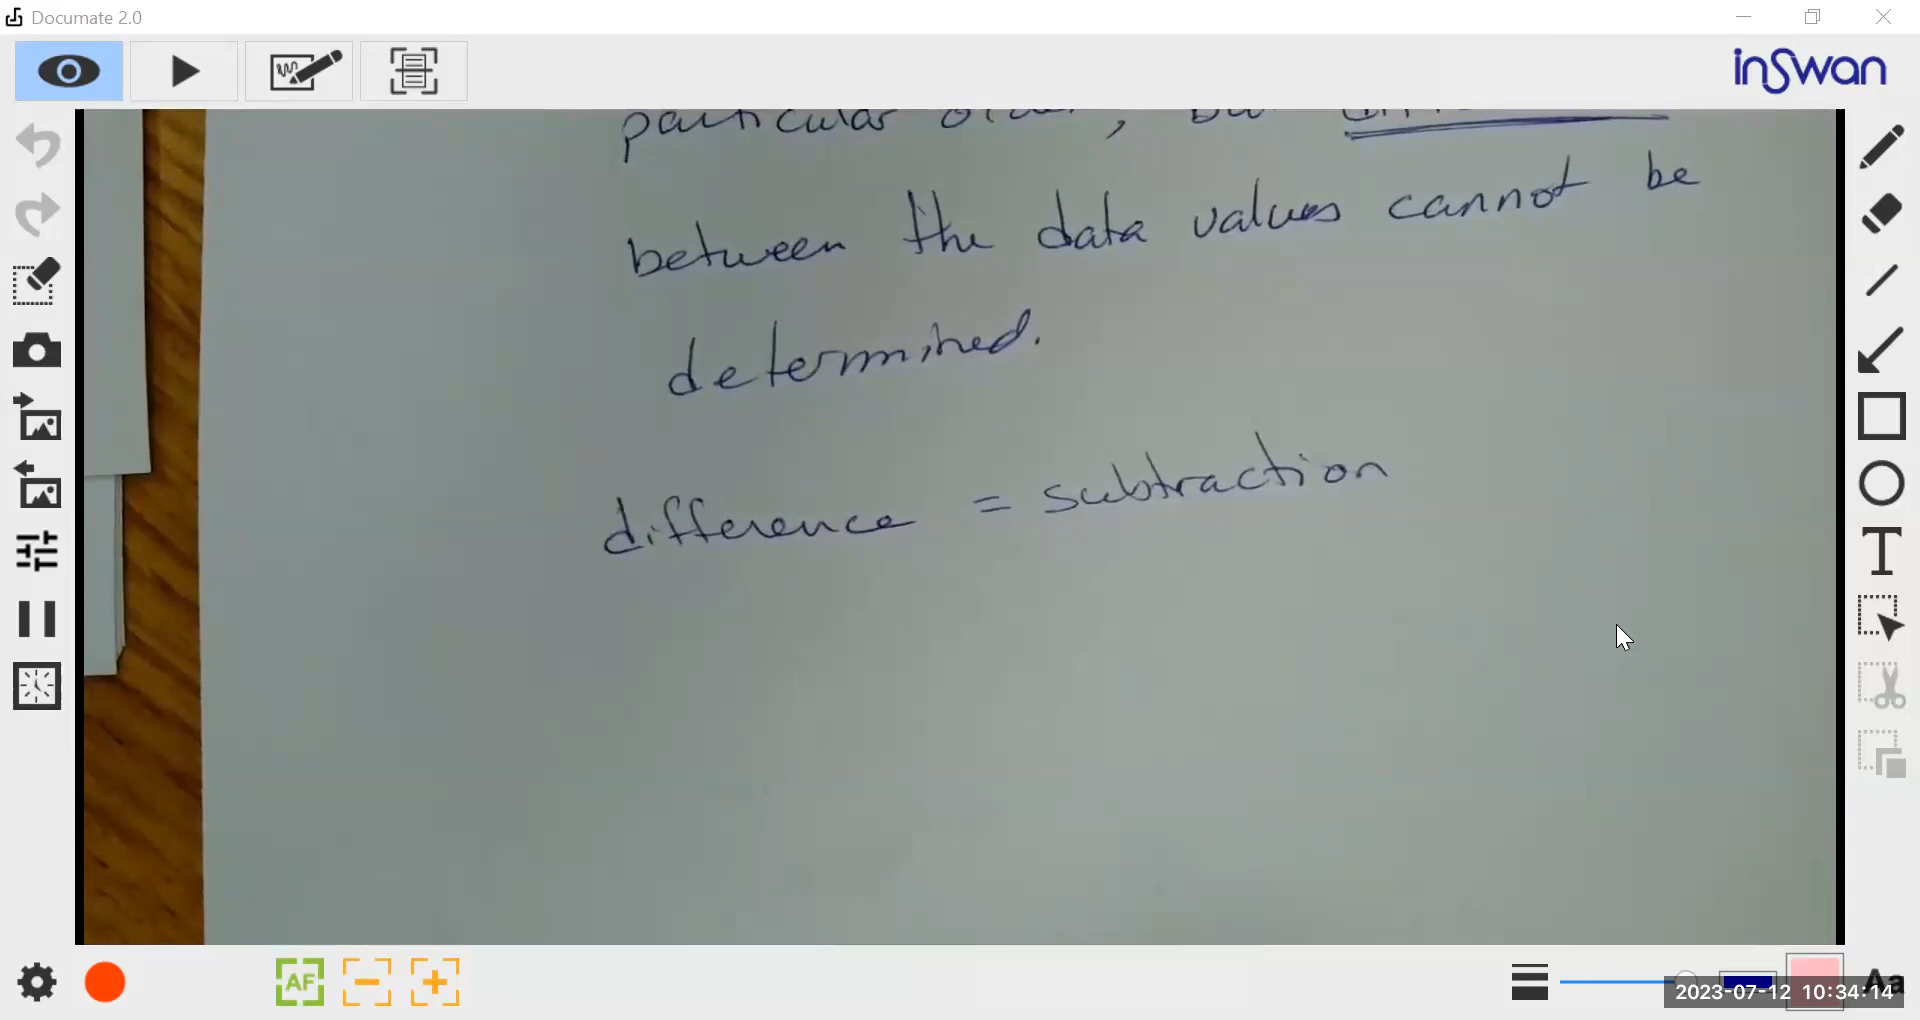 Documate 2.0
inSwan
particular
between the data values cannot be
determined.
difference = subtraction
AF
T
Aa
2023-07-12 10:34:14